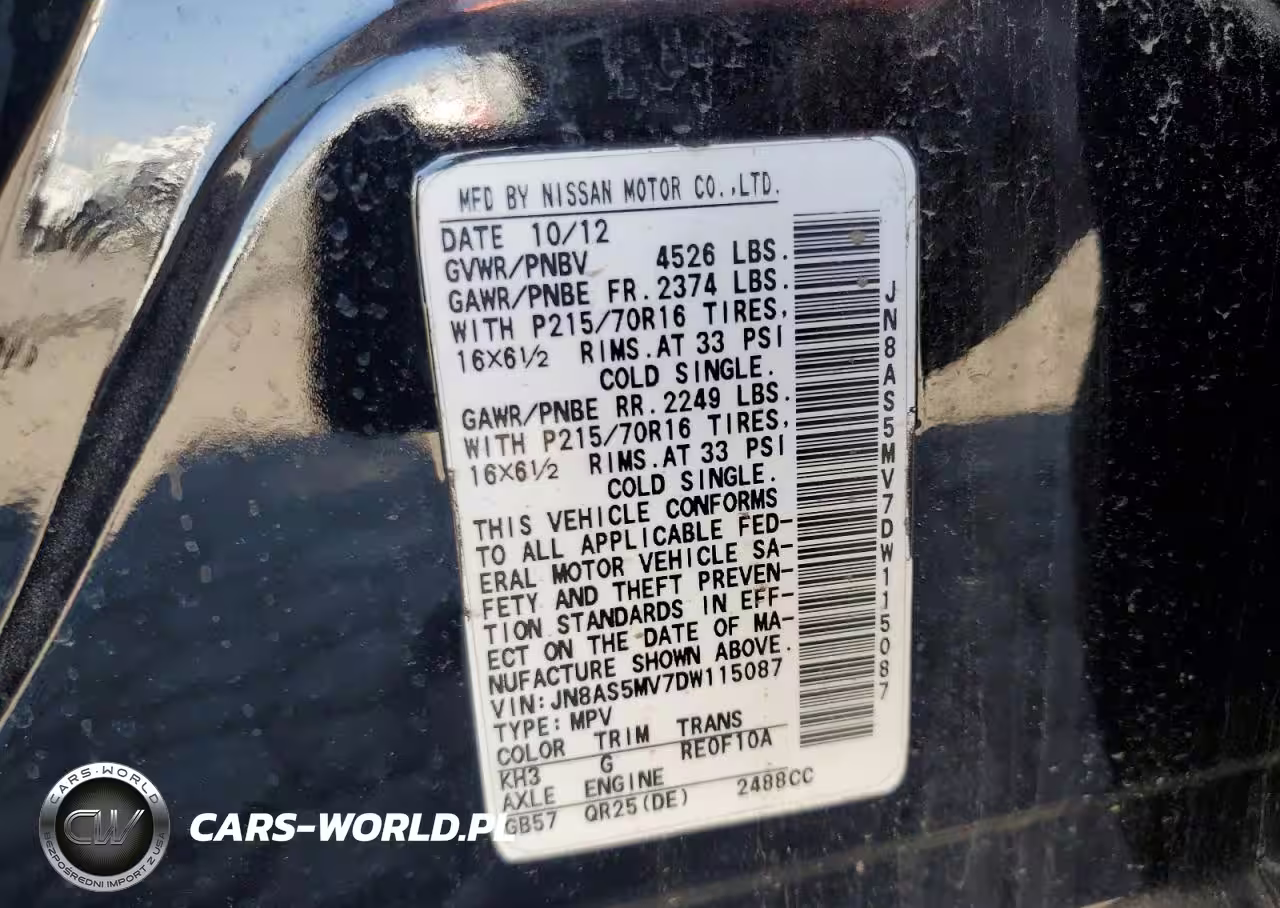 MFD BY NISSAN MOTOR CO.,LTD.
DATE 10/12
GVWR/PNBV 4526 LBS.
GAWR/PNBE FR.2374 LBS.
WITH P215/70R16 TIRES,
16X6½ RIMS.AT 33 PSI
COLD SINGLE.
GAWR/PNBE RR.2249 LBS.
WITH P215/70R16 TIRES,
16X6½ RIMS.AT 33 PSI
COLD SINGLE.
THIS VEHICLE CONFORMS
TO ALL APPLICABLE FED-
ERAL MOTOR VEHICLE SA-
FETY AND THEFT PREVEN-
TION STANDARDS IN EFF-
ECT ON THE DATE OF MA-
NUFACTURE SHOWN ABOVE.
VIN:JN8AS5MV7DW115087
TYPE:MPV
COLOR TRIM TRANS
KH3 G RE0F10A
AXLE ENGINE
GB57 QR25(DE) 2488CC
JN8AS5MV7DW115087
CARS-WORLD
CW
BEZPOŚREDNI IMPORT Z USA
CARS-WORLD.PL